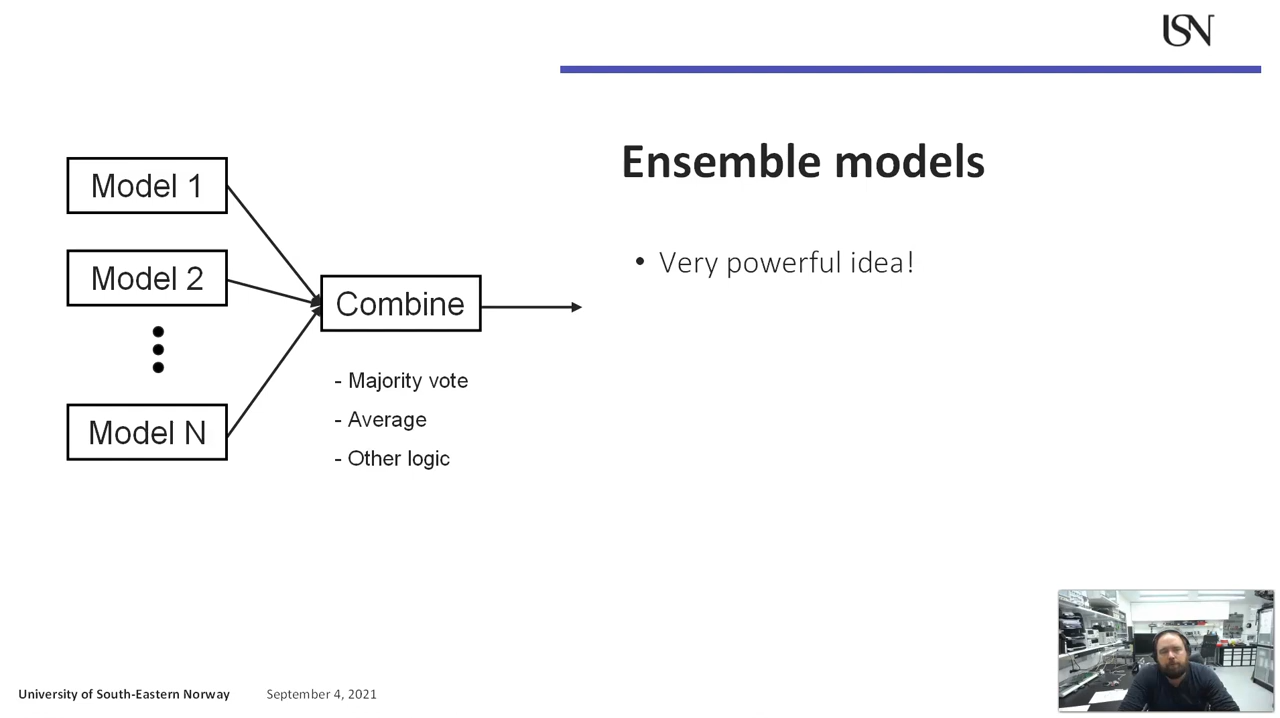 USN
Ensemble models
Model 1
Model 2
Model N
Combine
- Majority vote
- Average
- Other logic
• Very powerful idea!
University of South-Eastern Norway September 4, 2021